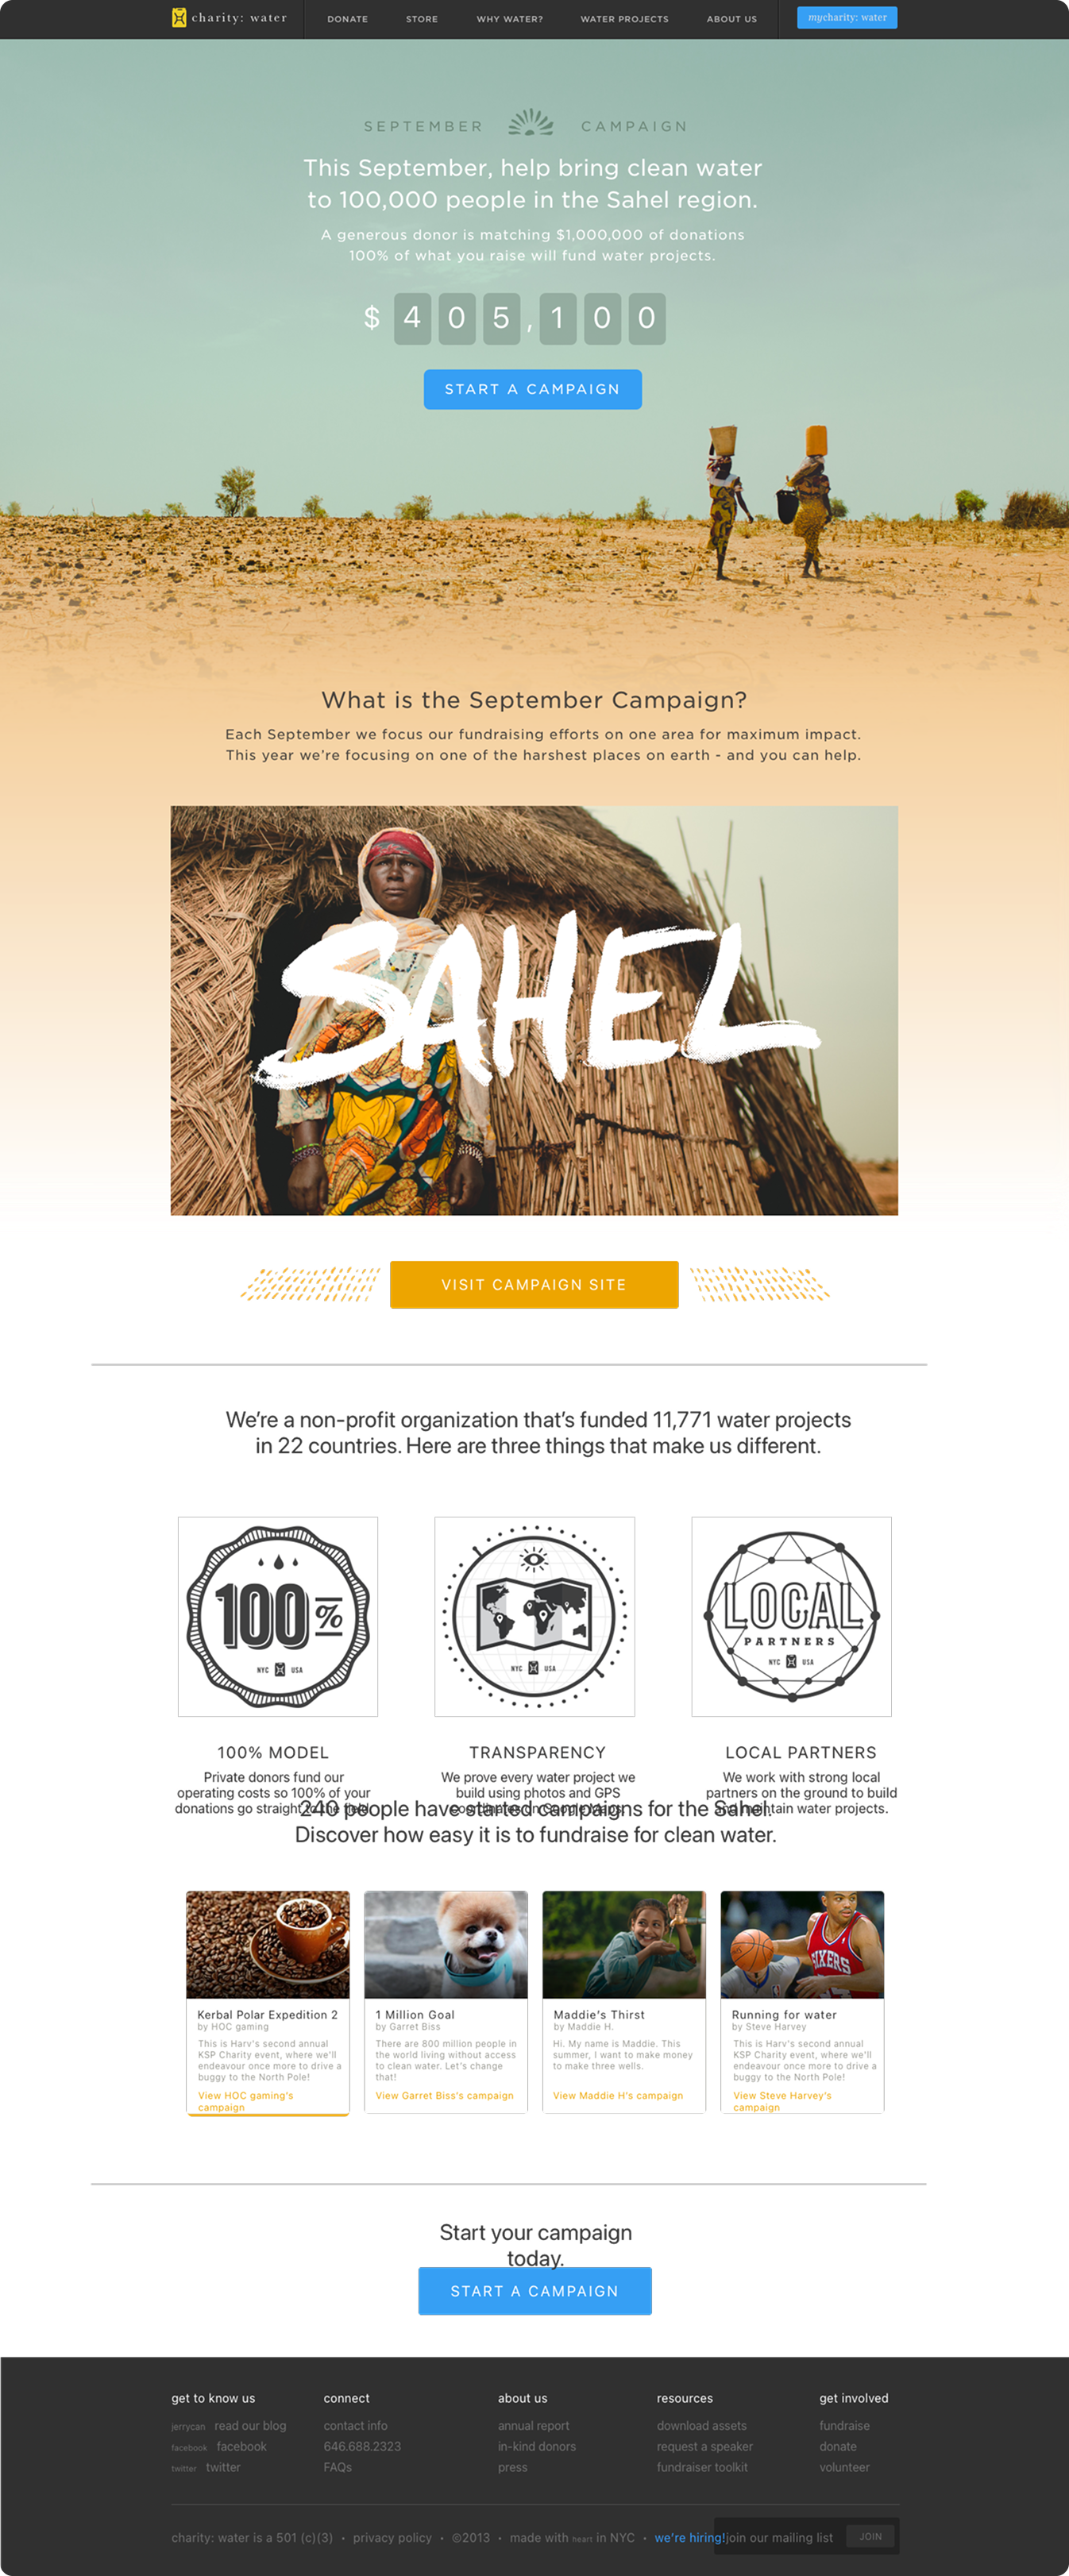 charity: water
DONATE
STORE
WHY WATER?
WATER PROJECTS
ABOUT US
mycharity: water
SEPTEMBER CAMPAIGN
This September, help bring clean water
to 100,000 people in the Sahel region.
A generous donor is matching $1,000,000 of donations
100% of what you raise will fund water projects.
$ 405,100
START A CAMPAIGN
What is the September Campaign?
Each September we focus our fundraising efforts on one area for maximum impact.
This year we're focusing on one of the harshest places on earth - and you can help.
SAHEL
VISIT CAMPAIGN SITE
We're a non-profit organization that's funded 11,771 water projects
in 22 countries. Here are three things that make us different.
100%
NYC USA
NYC USA
LOCAL
PARTNERS
NYC USA
100% MODEL
Private donors fund our
operating costs so 100% of your
donations go straight to the field.
TRANSPARENCY
We prove every water project we
build using photos and GPS
coordinates on Google Maps.
LOCAL PARTNERS
We work with strong local
partners on the ground to build
and maintain water projects.
240 people have started campaigns for the Sahel.
Discover how easy it is to fundraise for clean water.
Kerbal Polar Expedition 2
by HOC gaming
This is Harv's second annual
KSP Charity event, where we'll
endeavour once more to drive a
buggy to the North Pole!
View HOC gaming's
campaign
1 Million Goal
by Garret Biss
There are 800 million people in
the world living without access
to clean water. Let's change
that!
View Garret Biss's campaign
Maddie's Thirst
by Maddie H.
Hi. My name is Maddie. This
summer, I want to make money
to make three wells.
View Maddie H's campaign
SIXERS
Running for water
by Steve Harvey
This is Harv's second annual
KSP Charity event, where we'll
endeavour once more to drive a
buggy to the North Pole!
View Steve Harvey's
campaign
Start your campaign
today.
START A CAMPAIGN
get to know us
jerrycan read our blog
facebook facebook
twitter twitter
connect
contact info
646.688.2323
FAQs
about us
annual report
in-kind donors
press
resources
download assets
request a speaker
fundraiser toolkit
get involved
fundraise
donate
volunteer
charity: water is a 501 (c)(3) • privacy policy • ©2013 • made with heart in NYC • we're hiring!
join our mailing list
JOIN